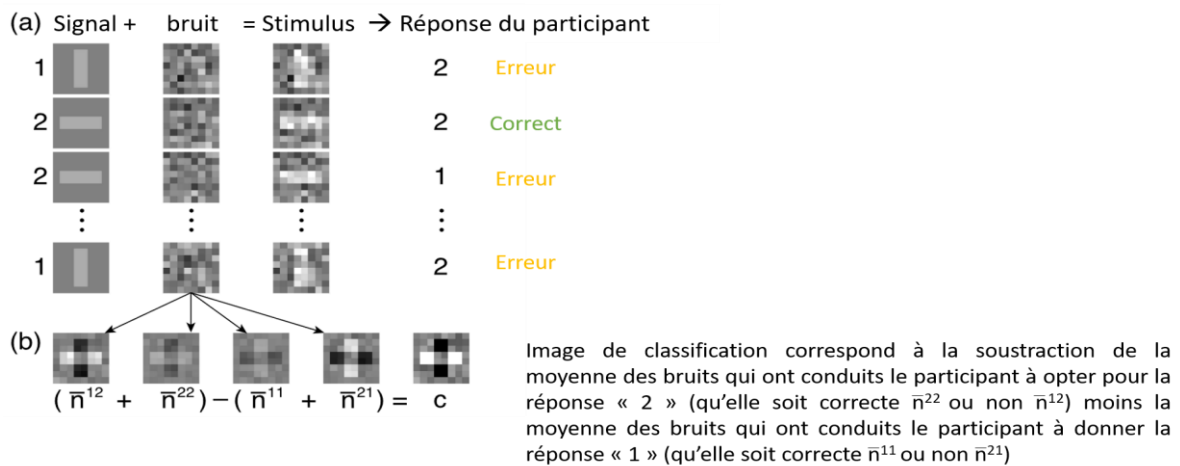 (a) Signal + bruit = Stimulus → Réponse du participant
1 2 Erreur
2 2 Correct
2 1 Erreur
⋮ ⋮ ⋮ ⋮
1 2 Erreur
(b)
( n̅¹² + n̅²²) − ( n̅¹¹ + n̅²¹) = c
Image de classification correspond à la soustraction de la
moyenne des bruits qui ont conduits le participant à opter pour la
réponse « 2 » (qu'elle soit correcte n̅²² ou non n̅¹²) moins la
moyenne des bruits qui ont conduits le participant à donner la
réponse « 1 » (qu'elle soit correcte n̅¹¹ ou non n̅²¹)